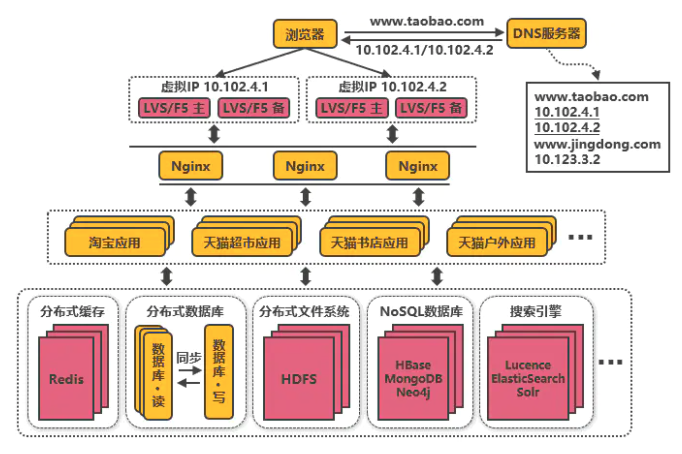 www.taobao.com
浏览器
DNS服务器
10.102.4.1/10.102.4.2
虚拟IP 10.102.4.1
虚拟IP 10.102.4.2
LVS/F5 主
LVS/F5 备
LVS/F5 主
LVS/F5 备
www.taobao.com
10.102.4.1
10.102.4.2
www.jingdong.com
10.123.3.2
Nginx
Nginx
Nginx
淘宝应用
天猫超市应用
天猫书店应用
天猫户外应用
...
分布式缓存
分布式数据库
分布式文件系统
NoSQL数据库
搜索引擎
Redis
数据库·读
同步
数据库·写
HDFS
HBase
MongoDB
Neo4j
Lucence
ElasticSearch
Solr
...